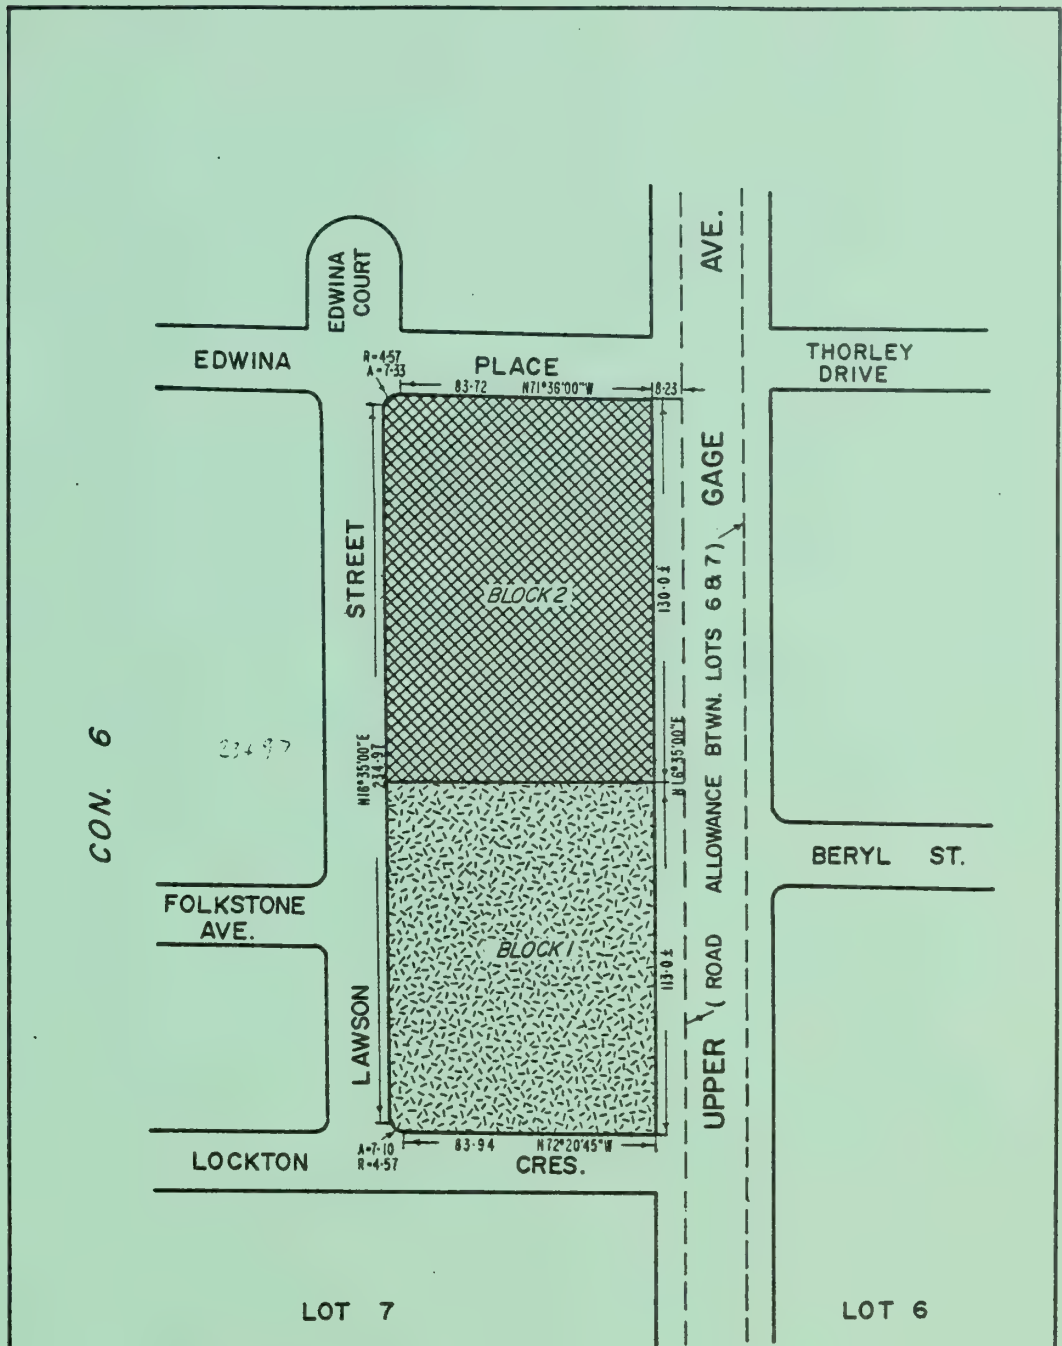 EDWINA COURT
EDWINA
PLACE
THORLEY
DRIVE
R=4·57
A=7·33
83·72
N71°36'00"W
8·23
STREET
BLOCK 2
130·0±
N16°35'00"E
234·97
N16°35'00"E
CON. 6
234·97
UPPER
(ROAD ALLOWANCE BTWN. LOTS 6 & 7)
GAGE
AVE.
BERYL ST.
FOLKSTONE
AVE.
BLOCK 1
113·0±
LAWSON
LOCKTON
A=7·10
R=4·57
83·94
N72°20'45"W
CRES.
LOT 7
LOT 6